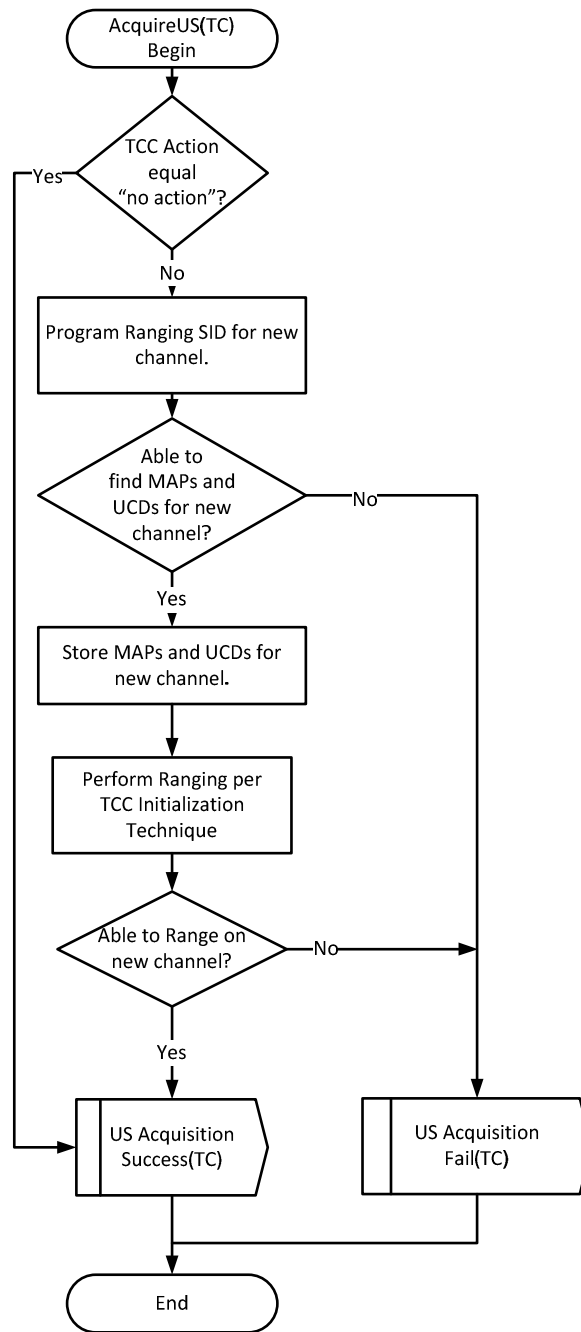 AcquireUS(TC)
Begin
TCC Action
equal
“no action”?
Yes
No
Program Ranging SID for new
channel.
Able to
find MAPs and
UCDs for new
channel?
No
Yes
Store MAPs and UCDs for
new channel.
Perform Ranging per
TCC Initialization
Technique
Able to Range on
new channel?
No
Yes
US Acquisition
Success(TC)
US Acquisition
Fail(TC)
End